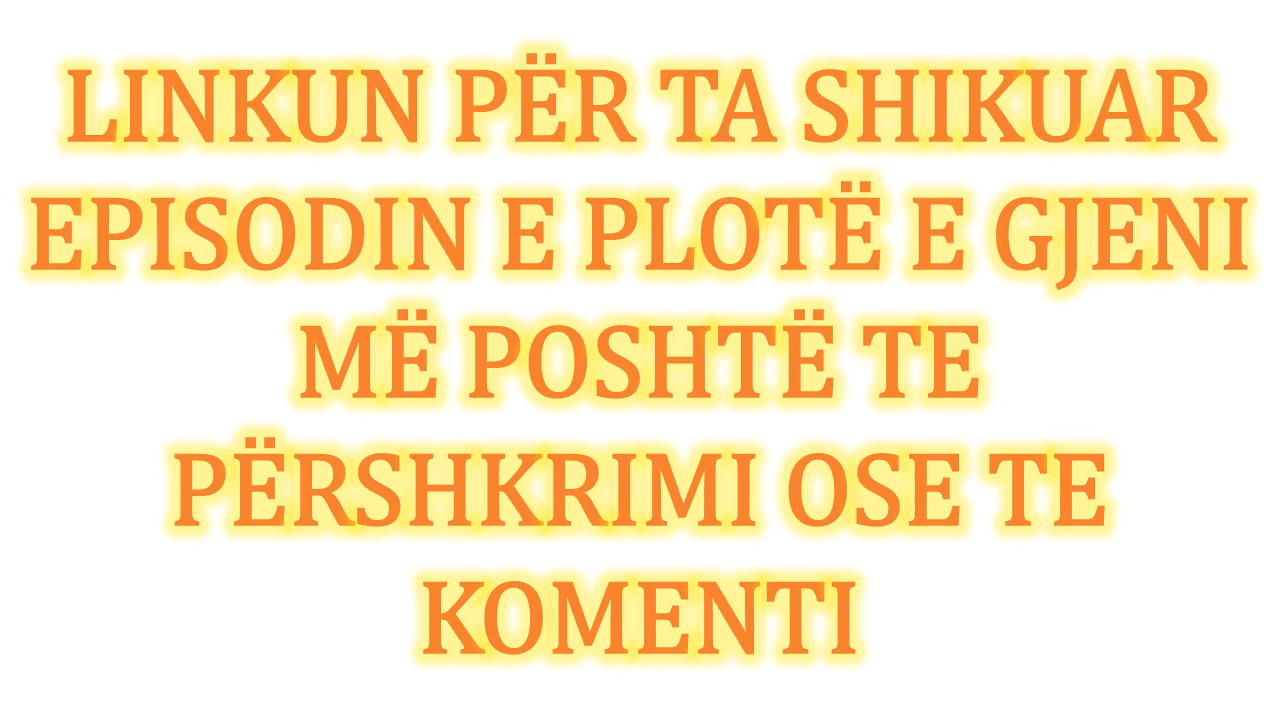 LINKUN PËR TA SHIKUAR
EPISODIN E PLOTË E GJENI
MË POSHTË TE
PËRSHKRIMI OSE TE
KOMENTI